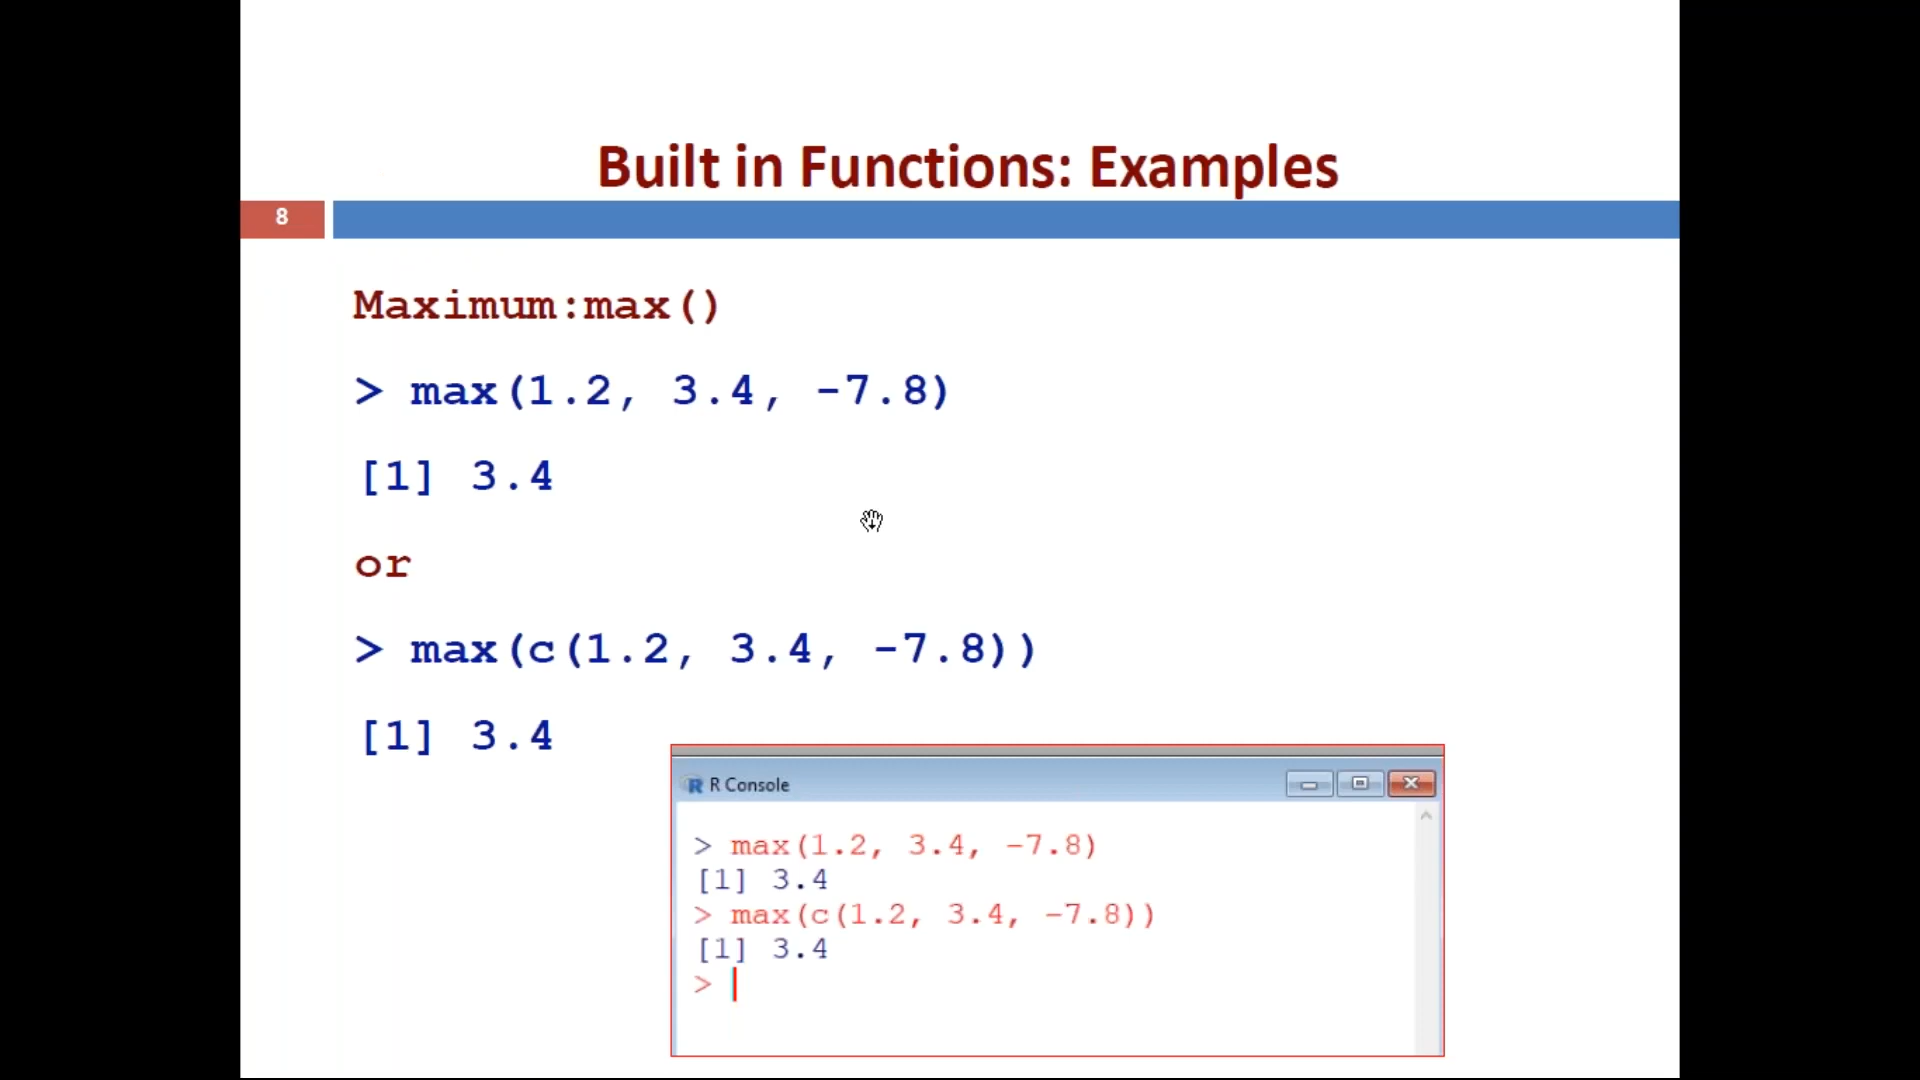 Built in Functions: Examples
8
Maximum:max()
> max(1.2, 3.4, -7.8)
[1] 3.4
or
> max(c(1.2, 3.4, -7.8))
[1] 3.4
R Console
> max(1.2, 3.4, -7.8)
[1] 3.4
> max(c(1.2, 3.4, -7.8))
[1] 3.4
>